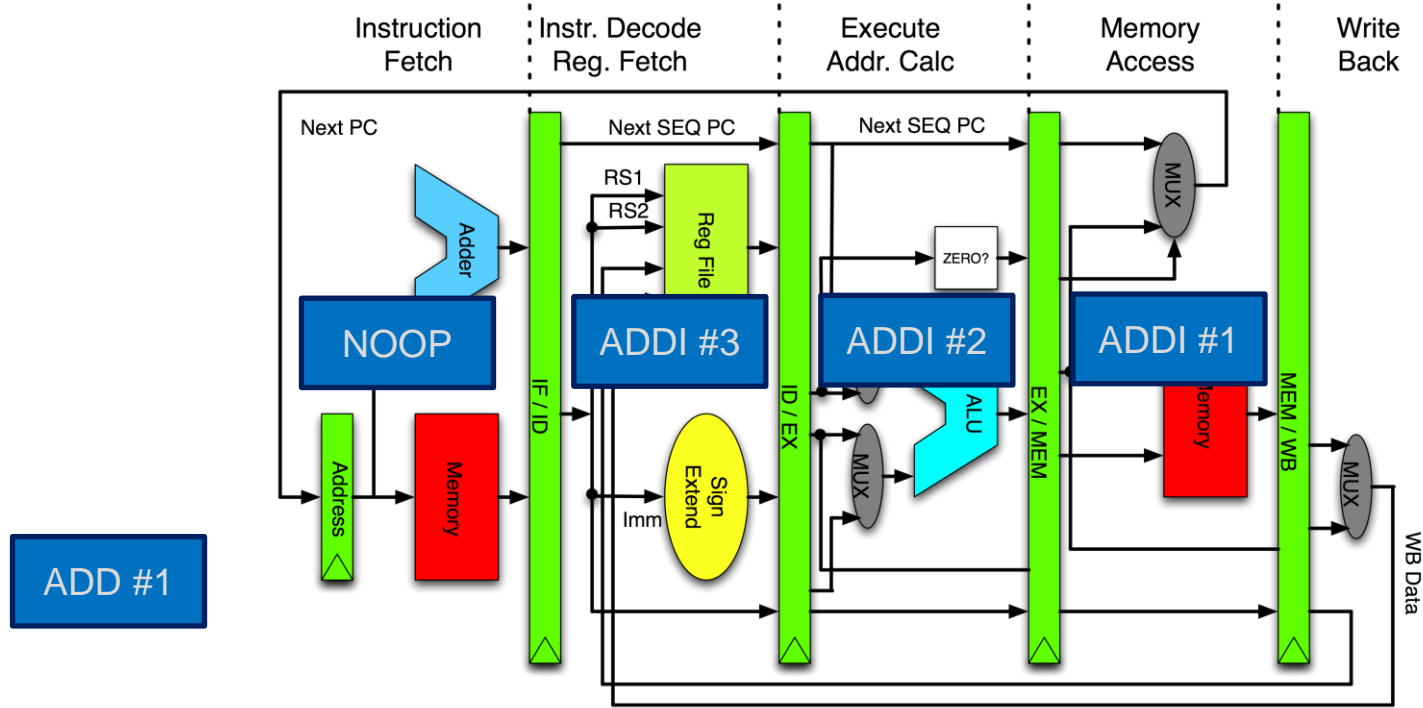 Instruction
Fetch
Instr. Decode
Reg. Fetch
Execute
Addr. Calc
Memory
Access
Write
Back
Next PC
Next SEQ PC
Next SEQ PC
RS1
RS2
Reg File
MUX
Adder
ZERO?
NOOP
ADDI #3
ADDI #2
ADDI #1
IF / ID
ID / EX
EX / MEM
MEM / WB
ALU
Memory
Address
Memory
Sign
Extend
Imm
MUX
MUX
WB Data
ADD #1